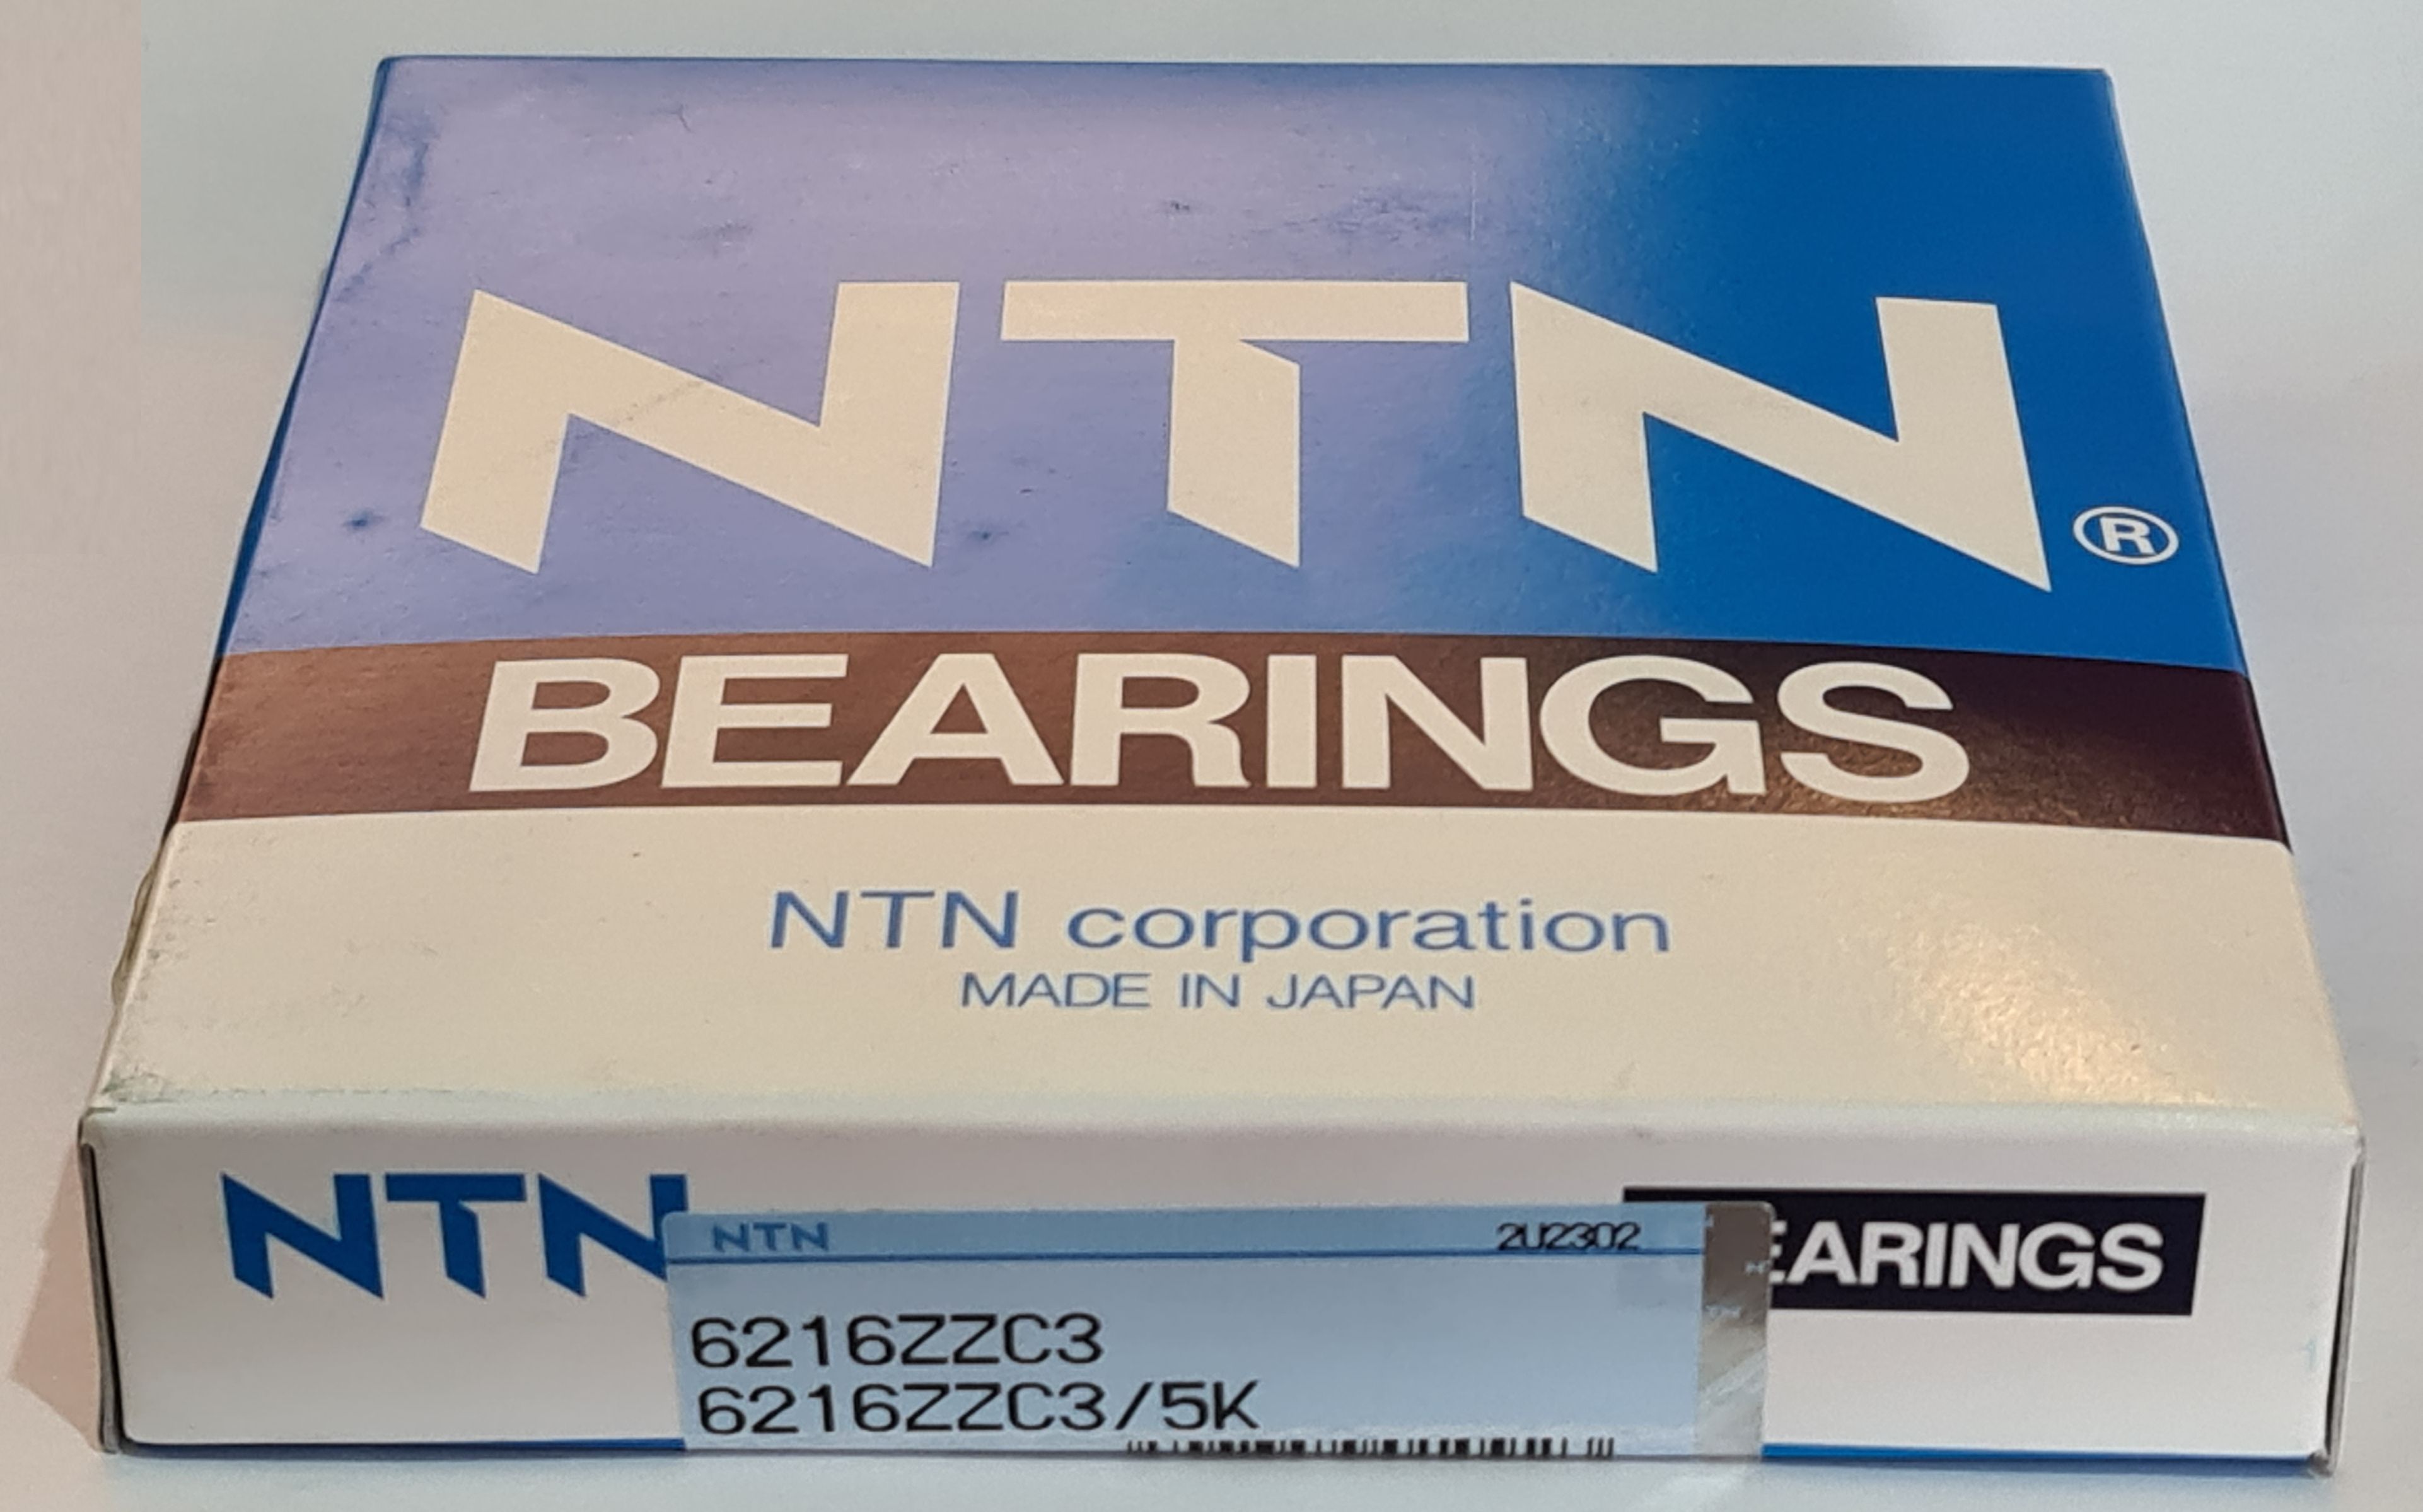 NTN®
BEARINGS
NTN corporation
MADE IN JAPAN
NTN
EARINGS
NTN 2U2302
6216ZZC3
6216ZZC3/5K